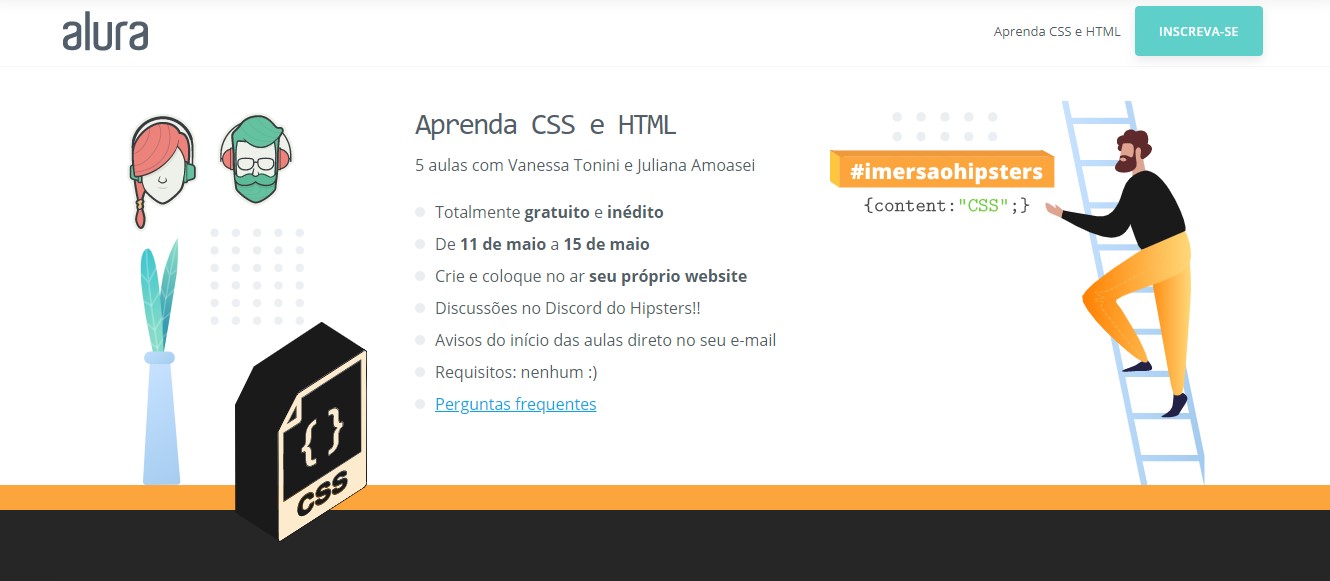 alura
Aprenda CSS e HTML
INSCREVA-SE
Aprenda CSS e HTML
5 aulas com Vanessa Tonini e Juliana Amoasei
Totalmente gratuito e inédito
De 11 de maio a 15 de maio
Crie e coloque no ar seu próprio website
Discussões no Discord do Hipsters!!
Avisos do início das aulas direto no seu e-mail
Requisitos: nenhum :)
Perguntas frequentes
#imersaohipsters
{content:"CSS";}
{ }
CSS